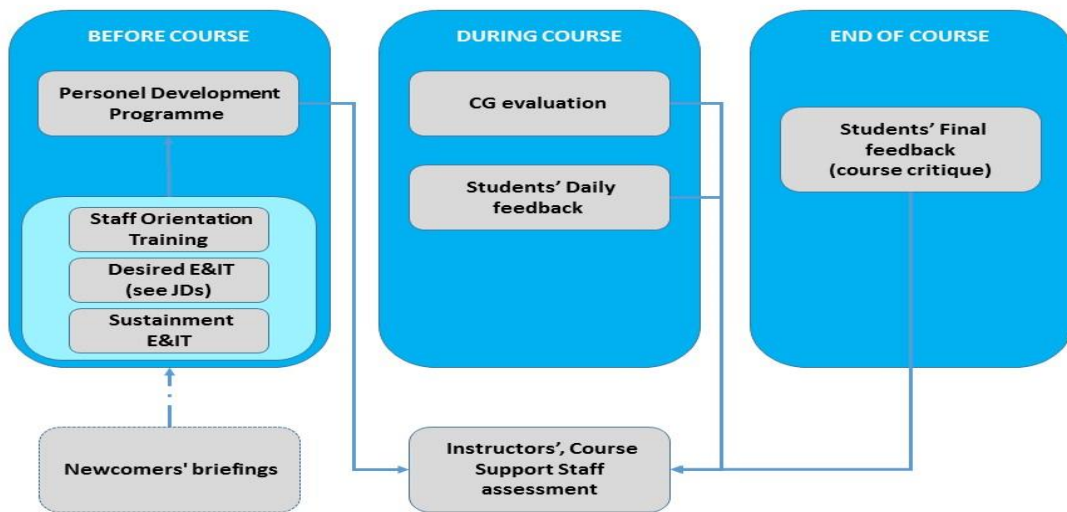 BEFORE COURSE
Personel Development
Programme
Staff Orientation
Training
Desired E&IT
(see JDs)
Sustainment
E&IT
Newcomers' briefings
DURING COURSE
CG evaluation
Students’ Daily
feedback
Instructors’, Course
Support Staff
assessment
END OF COURSE
Students’ Final
feedback
(course critique)